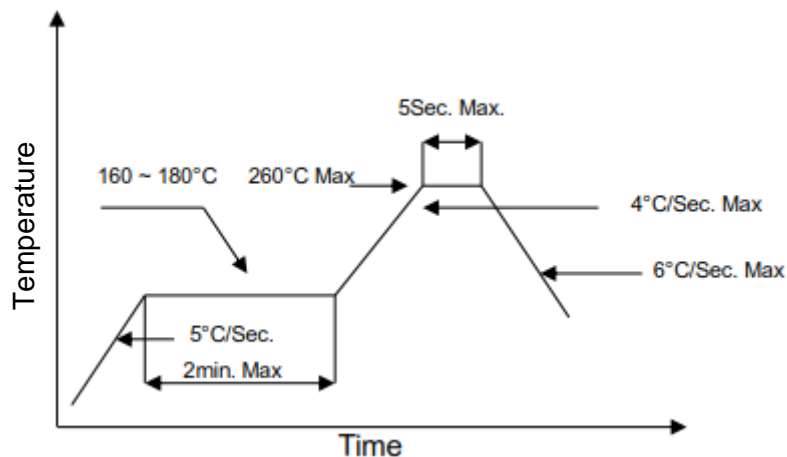 5Sec. Max.
160 ~ 180°C
260°C Max
4°C/Sec. Max
6°C/Sec. Max
5°C/Sec.
2min. Max
Temperature
Time